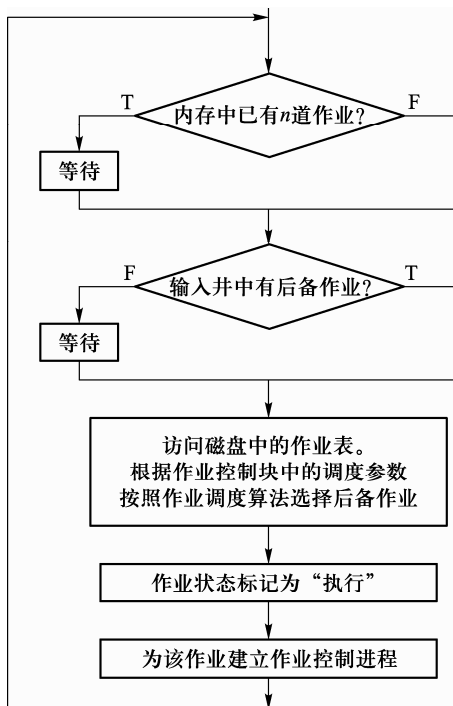 T
内存中已有n道作业?
F
等待
F
输入井中有后备作业?
T
等待
访问磁盘中的作业表。
根据作业控制块中的调度参数
按照作业调度算法选择后备作业
作业状态标记为“执行”
为该作业建立作业控制进程